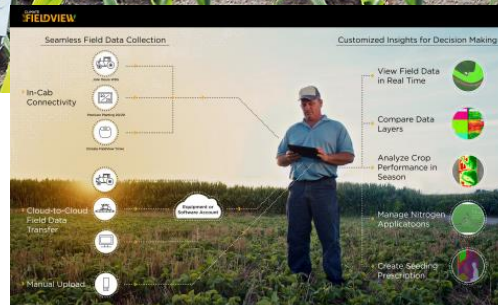 CLIMATE
FIELDVIEW
Seamless Field Data Collection
Customized Insights for Decision Making
In-Cab
Connectivity
Cloud-to-Cloud
Field Data
Transfer
Manual Upload
Equipment or
Software Account
View Field Data
in Real Time
Compare Data
Layers
Analyze Crop
Performance in
Season
Manage Nitrogen
Applications
Create Seeding
Prescription